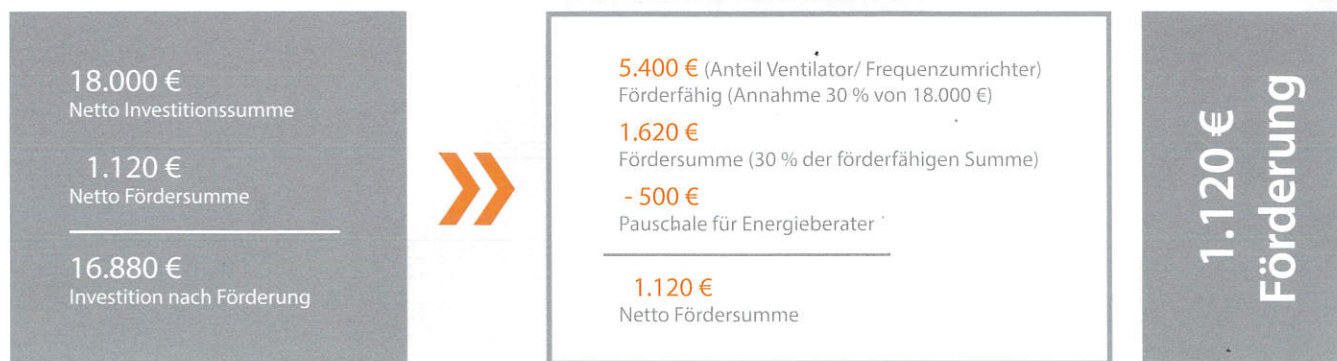 18.000 €
Netto Investitionssumme
1.120 €
Netto Fördersumme
16.880 €
Investition nach Förderung
5.400 € (Anteil Ventilator/ Frequenzumrichter)
Förderfähig (Annahme 30 % von 18.000 €)
1.620 €
Fördersumme (30 % der förderfähigen Summe)
- 500 €
Pauschale für Energieberater
1.120 €
Netto Fördersumme
1.120 €
Förderung